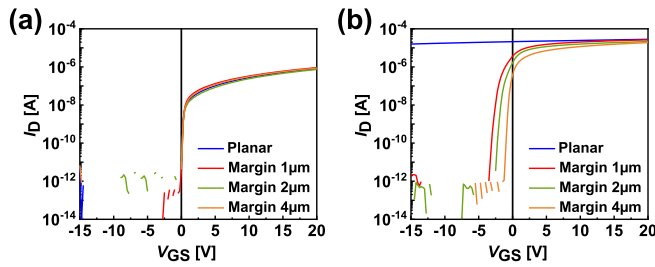 (a)
10⁻⁴
10⁻⁶
10⁻⁸
10⁻¹⁰
10⁻¹²
10⁻¹⁴
I_D [A]
Planar
Margin 1μm
Margin 2μm
Margin 4μm
-15 -10 -5 0 5 10 15 20
V_GS [V]
(b)
10⁻⁴
10⁻⁶
10⁻⁸
10⁻¹⁰
10⁻¹²
10⁻¹⁴
I_D [A]
Planar
Margin 1μm
Margin 2μm
Margin 4μm
-15 -10 -5 0 5 10 15 20
V_GS [V]